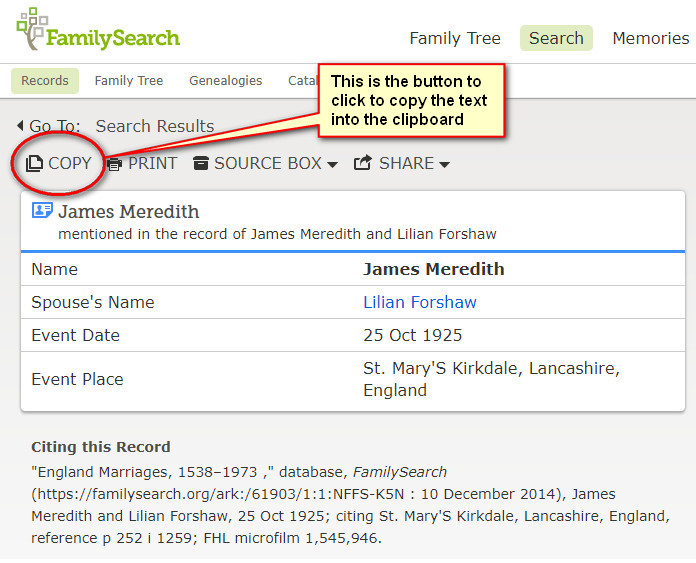 FamilySearch
Family Tree Search Memories
Records Family Tree Genealogies
This is the button to
click to copy the text
into the clipboard
Go To: Search Results
COPY PRINT SOURCE BOX SHARE
James Meredith
mentioned in the record of James Meredith and Lilian Forshaw
Name James Meredith
Spouse's Name Lilian Forshaw
Event Date 25 Oct 1925
Event Place St. Mary'S Kirkdale, Lancashire,
England
Citing this Record
"England Marriages, 1538–1973 ," database, FamilySearch
(https://familysearch.org/ark:/61903/1:1:NFFS-K5N : 10 December 2014), James
Meredith and Lilian Forshaw, 25 Oct 1925; citing St. Mary'S Kirkdale, Lancashire, England,
reference p 252 i 1259; FHL microfilm 1,545,946.